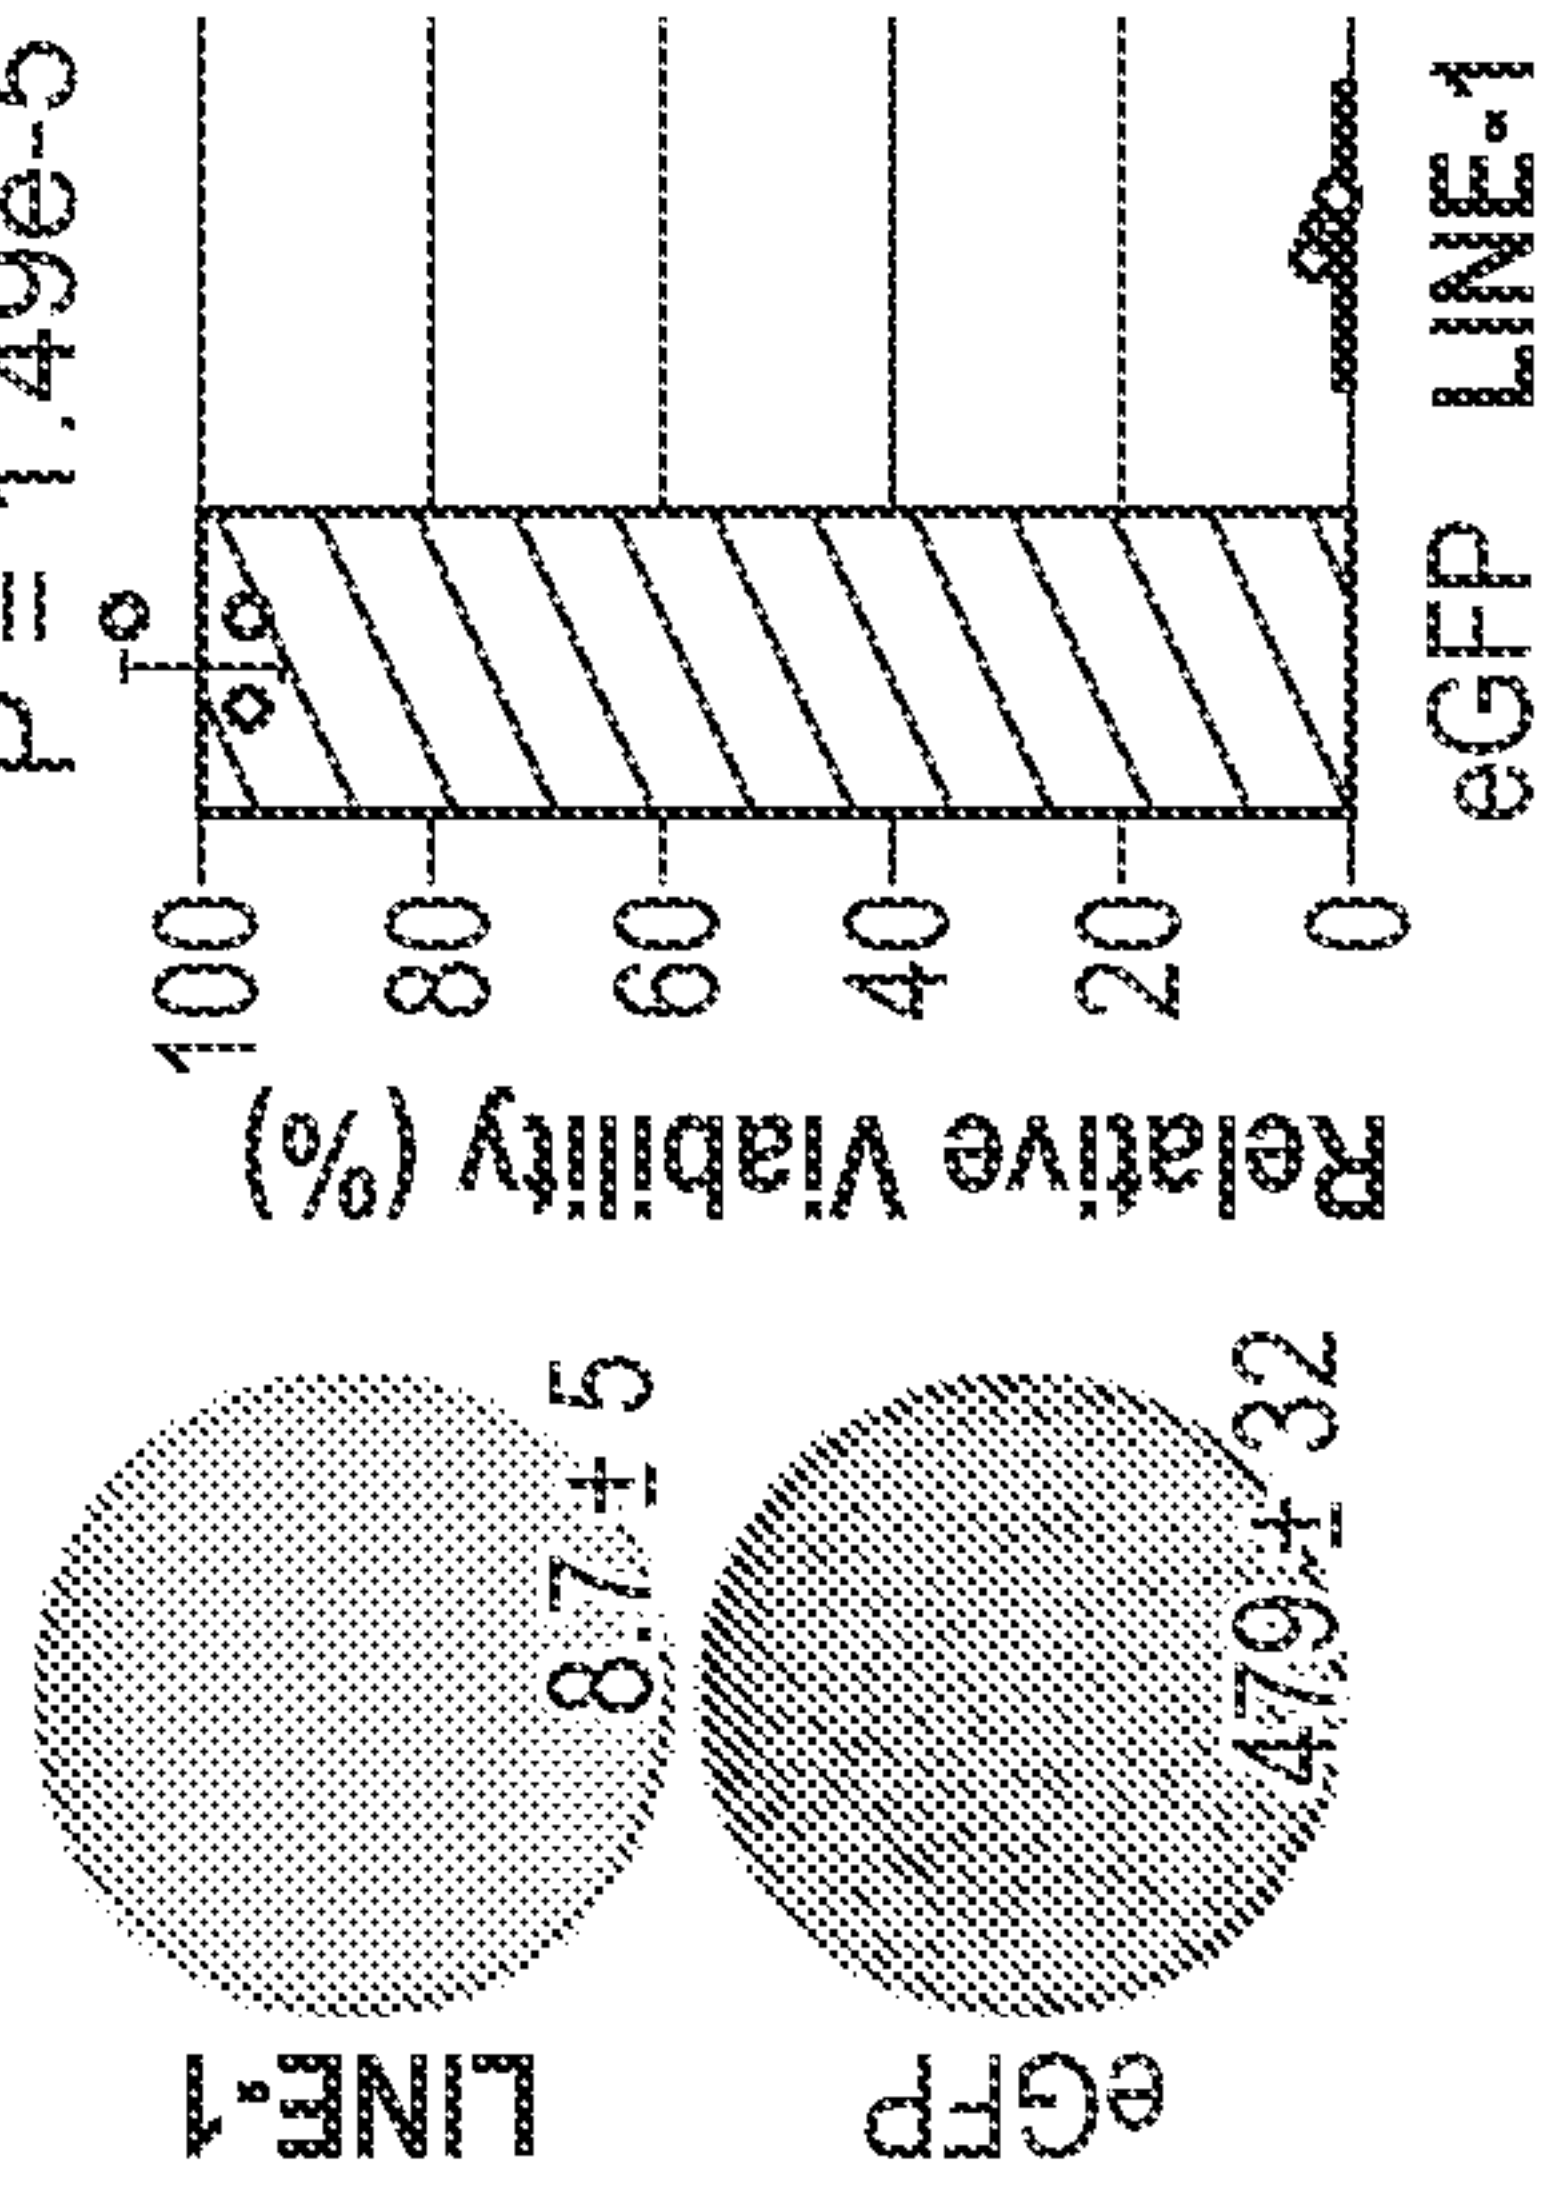 p = 1.49e-5
100
80
60
40
20
0
Relative Viability (%)
eGFP
LINE-1
LINE-1
8.7 ± 5
eGFP
479 ± 32